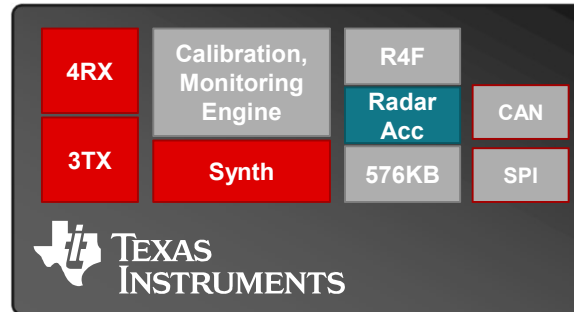 4RX
3TX
Calibration,
Monitoring
Engine
Synth
R4F
Radar
Acc
576KB
CAN
SPI
TEXAS
INSTRUMENTS